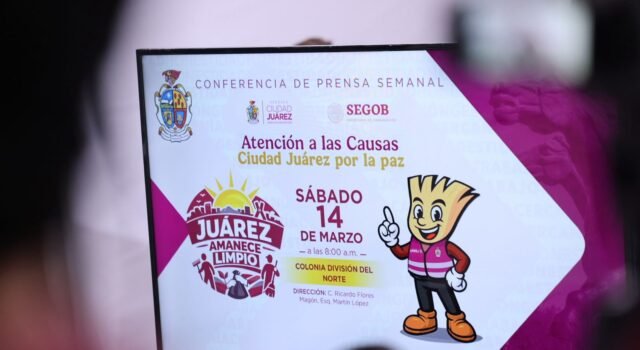 CONFERENCIA DE PRENSA SEMANAL
CIUDAD
JUÁREZ
SEGOB
Atención a las Causas
Ciudad Juárez por la paz
JUÁREZ
AMANECE
LIMPIO
SÁBADO
14
DE MARZO
a las 8:00 a.m.
COLONIA DIVISIÓN DEL
NORTE
DIRECCIÓN: C. Ricardo Flores
Magón, Esq. Martín López